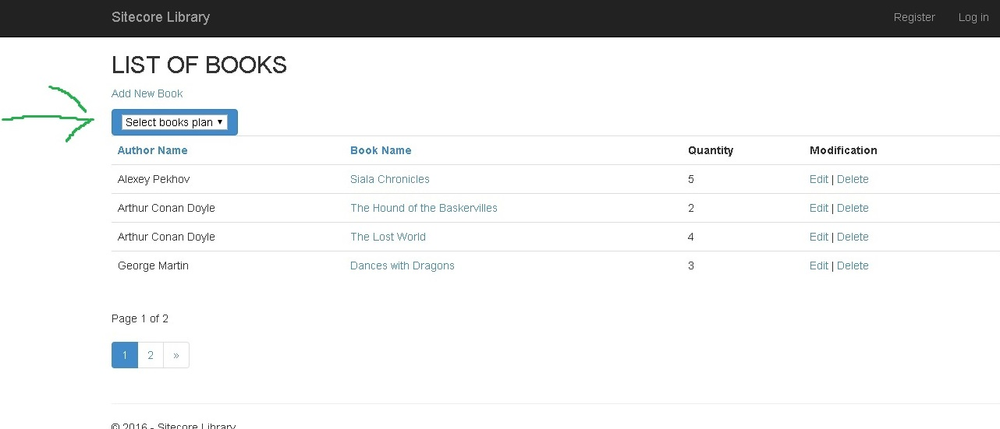 Sitecore Library Register Log in
LIST OF BOOKS
Add New Book
Select books plan ▼
Author Name Book Name Quantity Modification
Alexey Pekhov Siala Chronicles 5 Edit | Delete
Arthur Conan Doyle The Hound of the Baskervilles 2 Edit | Delete
Arthur Conan Doyle The Lost World 4 Edit | Delete
George Martin Dances with Dragons 3 Edit | Delete
Page 1 of 2
1 2 »
© 2016 - Sitecore Library